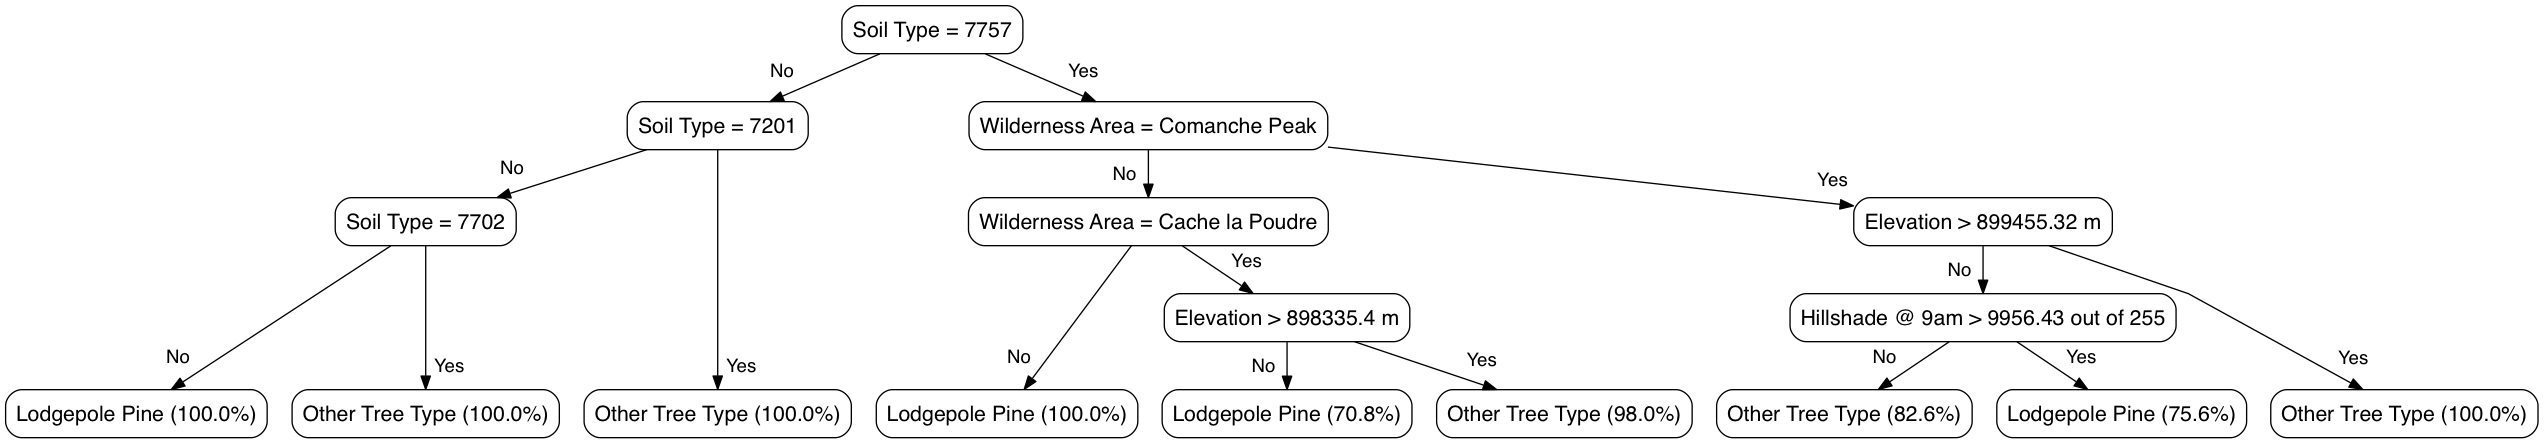 Soil Type = 7757
No
Yes
Soil Type = 7201
Wilderness Area = Comanche Peak
No
No
Yes
Soil Type = 7702
Wilderness Area = Cache la Poudre
Elevation > 899455.32 m
Yes
No
Elevation > 898335.4 m
Hillshade @ 9am > 9956.43 out of 255
No
Yes
Yes
No
No
Yes
No
Yes
Yes
Lodgepole Pine (100.0%)
Other Tree Type (100.0%)
Other Tree Type (100.0%)
Lodgepole Pine (100.0%)
Lodgepole Pine (70.8%)
Other Tree Type (98.0%)
Other Tree Type (82.6%)
Lodgepole Pine (75.6%)
Other Tree Type (100.0%)